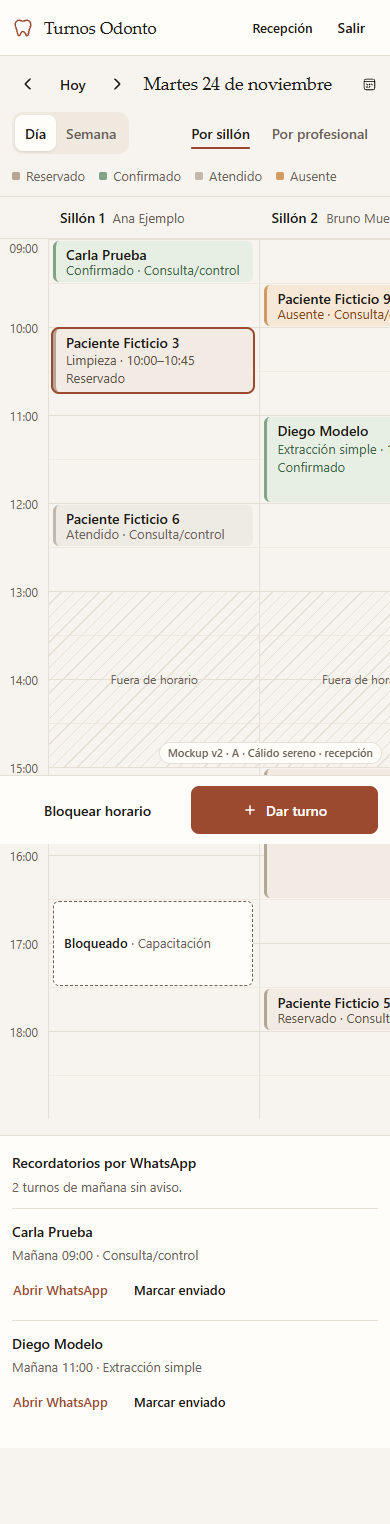 Turnos Odonto
Recepción
Salir
Hoy
Martes 24 de noviembre
Día
Semana
Por sillón
Por profesional
Reservado
Confirmado
Atendido
Ausente
Sillón 1 Ana Ejemplo
Sillón 2 Bruno Mue
09:00
Carla Prueba
Confirmado · Consulta/control
Paciente Ficticio 9
Ausente · Consulta/
10:00
Paciente Ficticio 3
Limpieza · 10:00–10:45
Reservado
11:00
Diego Modelo
Extracción simple ·
Confirmado
12:00
Paciente Ficticio 6
Atendido · Consulta/control
13:00
14:00
Fuera de horario
Fuera de hor
Mockup v2 · A · Cálido sereno · recepción
15:00
Bloquear horario
+ Dar turno
16:00
17:00
Bloqueado · Capacitación
Paciente Ficticio 5
Reservado · Consult
18:00
Recordatorios por WhatsApp
2 turnos de mañana sin aviso.
Carla Prueba
Mañana 09:00 · Consulta/control
Abrir WhatsApp
Marcar enviado
Diego Modelo
Mañana 11:00 · Extracción simple
Abrir WhatsApp
Marcar enviado